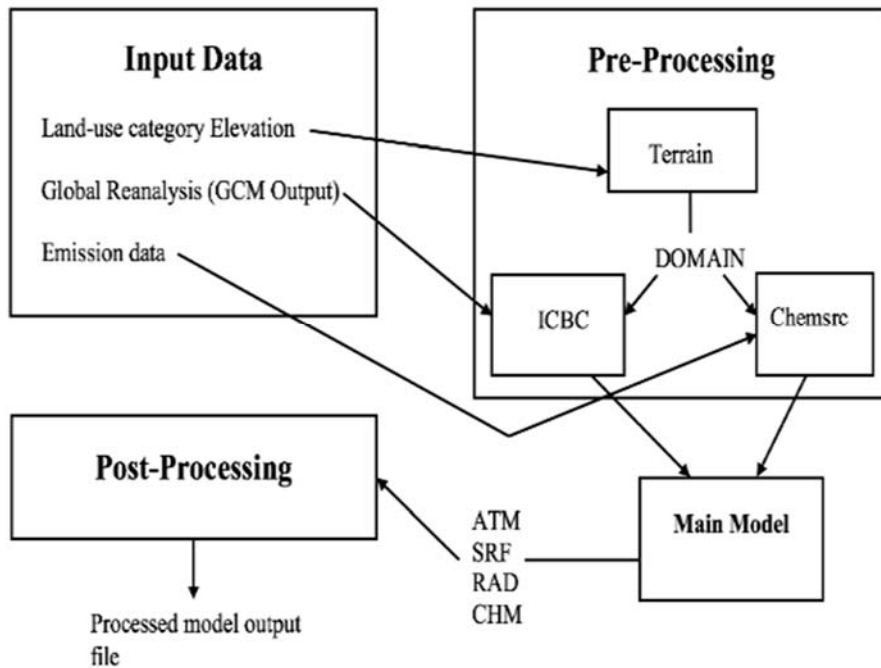 Input Data
Land-use category Elevation
Global Reanalysis (GCM Output)
Emission data
Pre-Processing
Terrain
DOMAIN
ICBC
Chemsrc
Main Model
ATM
SRF
RAD
CHM
Post-Processing
Processed model output
file